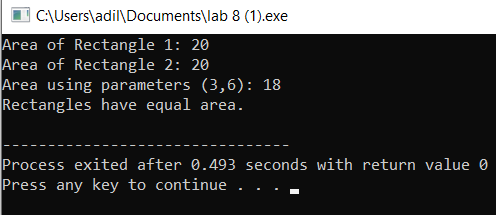 C:\Users\adil\Documents\lab 8 (1).exe
Area of Rectangle 1: 20
Area of Rectangle 2: 20
Area using parameters (3,6): 18
Rectangles have equal area.
--------------------------------
Process exited after 0.493 seconds with return value 0
Press any key to continue . . .